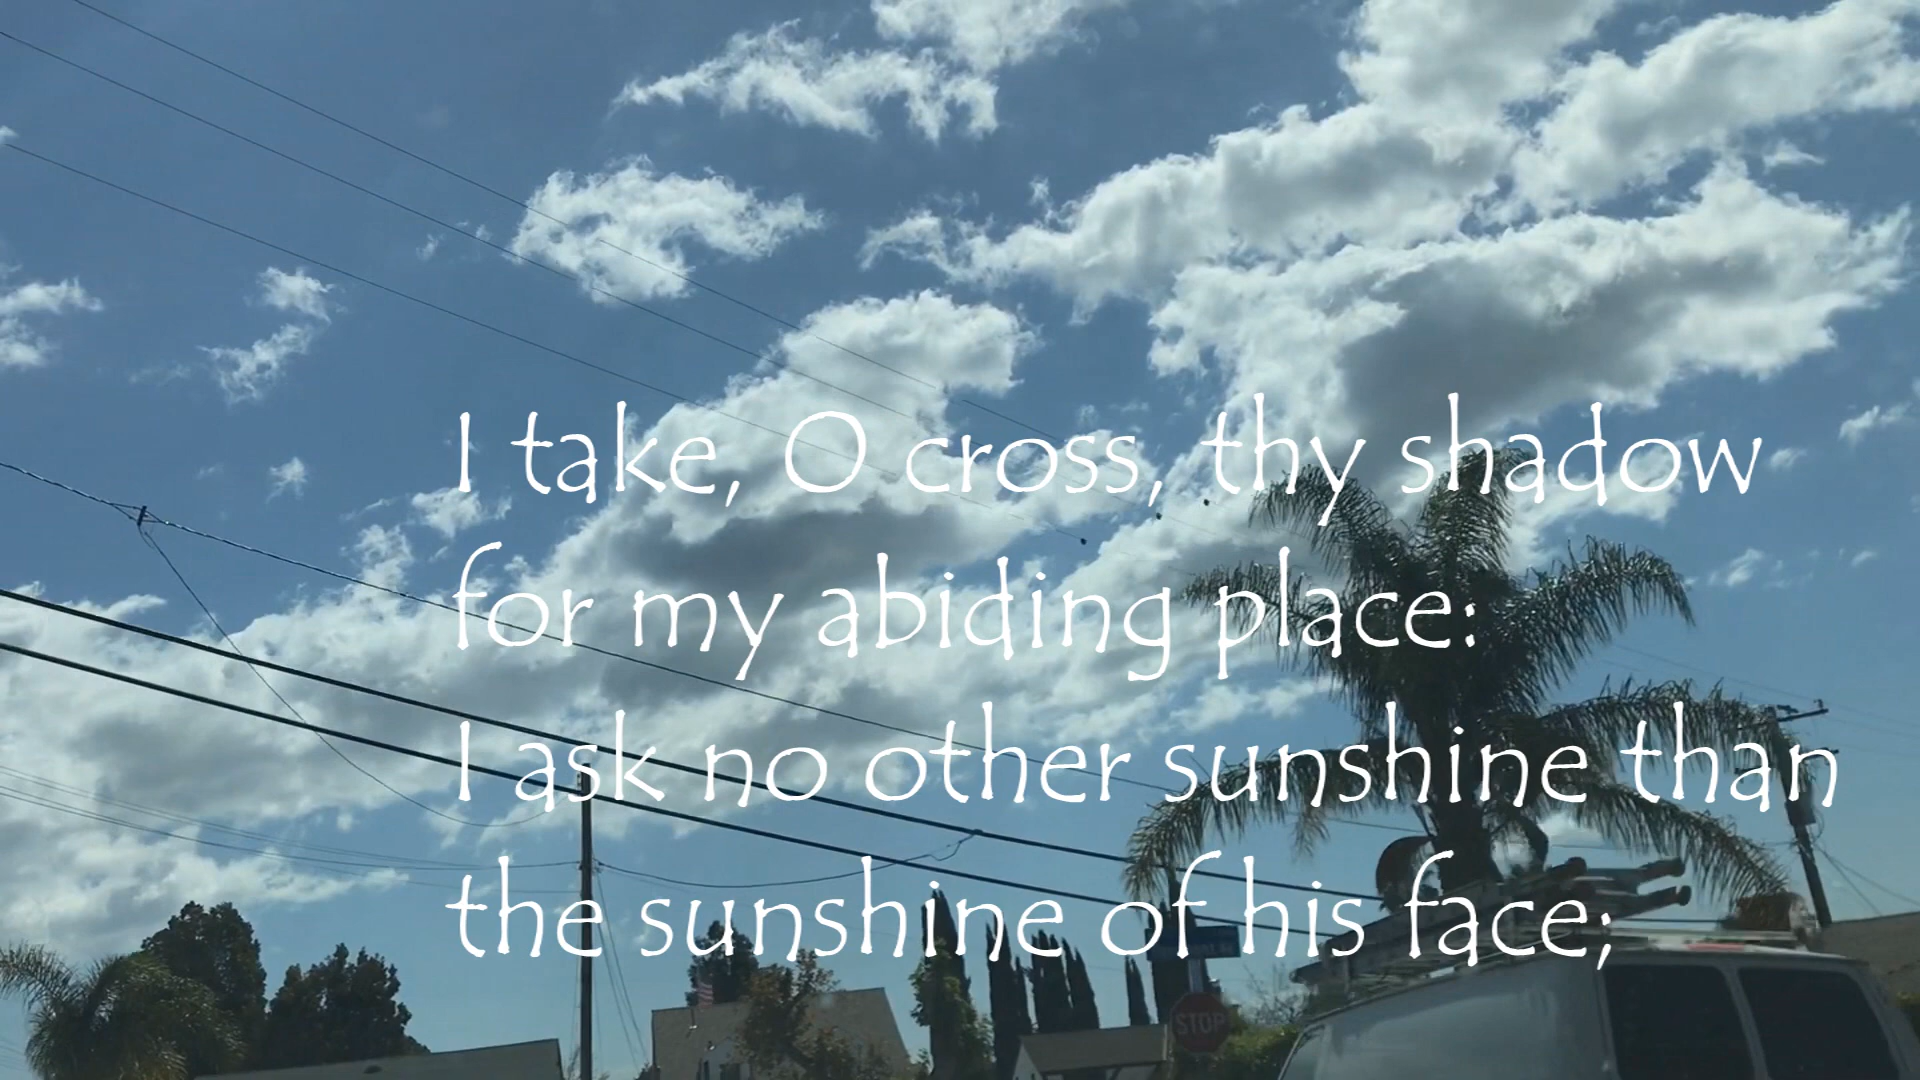 I take, O cross, thy shadow
for my abiding place:
I ask no other sunshine than
the sunshine of his face;
STOP